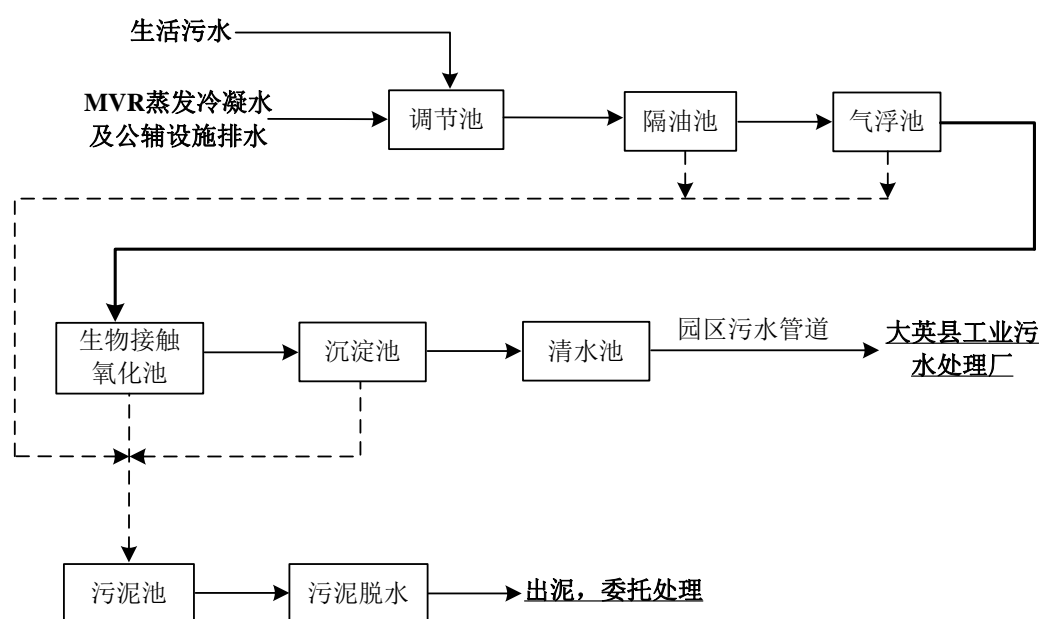 生活污水
MVR蒸发冷凝水
及公辅设施排水
调节池
隔油池
气浮池
生物接触
氧化池
沉淀池
清水池
园区污水管道
大英县工业污
水处理厂
污泥池
污泥脱水
出泥，委托处理